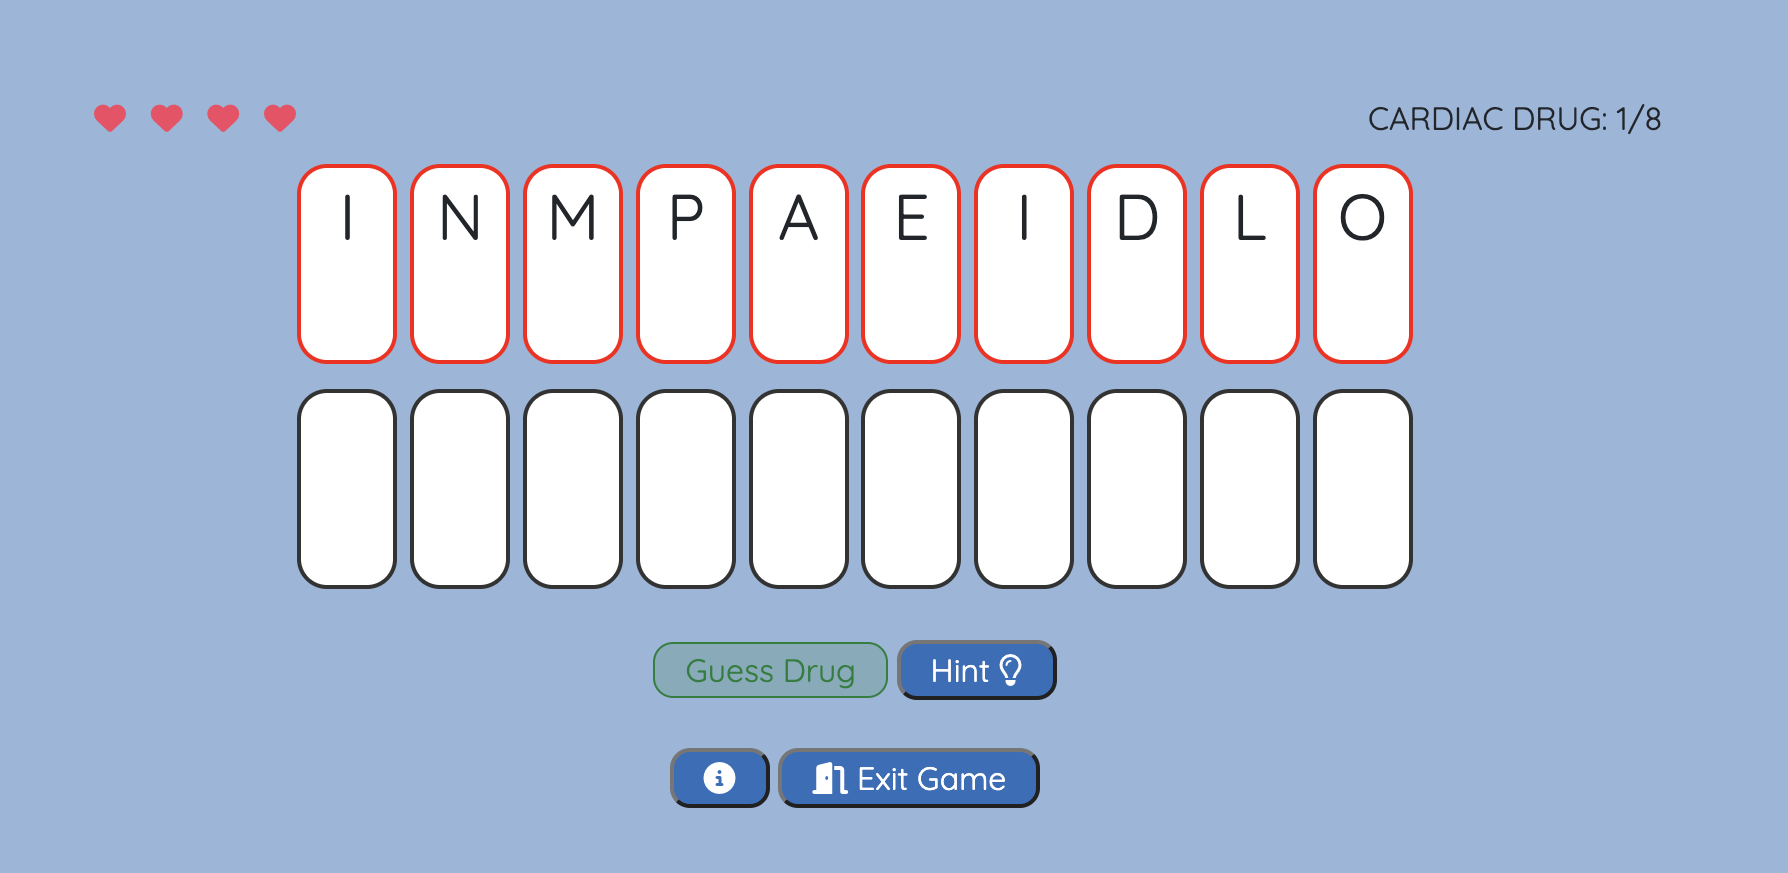 CARDIAC DRUG: 1/8
I N M P A E I D L O
Guess Drug
Hint
Exit Game